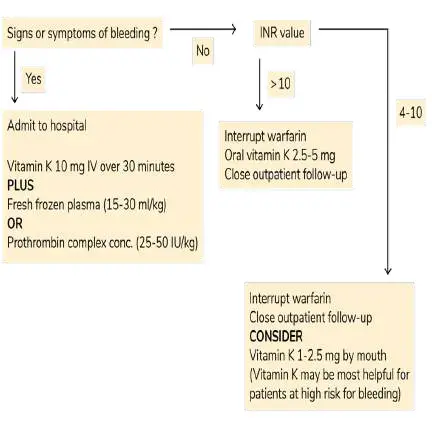 Signs or symptoms of bleeding ?
No
INR value
Yes
>10
4-10
Admit to hospital
Vitamin K 10 mg IV over 30 minutes
PLUS
Fresh frozen plasma (15-30 ml/kg)
OR
Prothrombin complex conc. (25-50 IU/kg)
Interrupt warfarin
Oral vitamin K 2.5-5 mg
Close outpatient follow-up
Interrupt warfarin
Close outpatient follow-up
CONSIDER
Vitamin K 1-2.5 mg by mouth
(Vitamin K may be most helpful for
patients at high risk for bleeding)